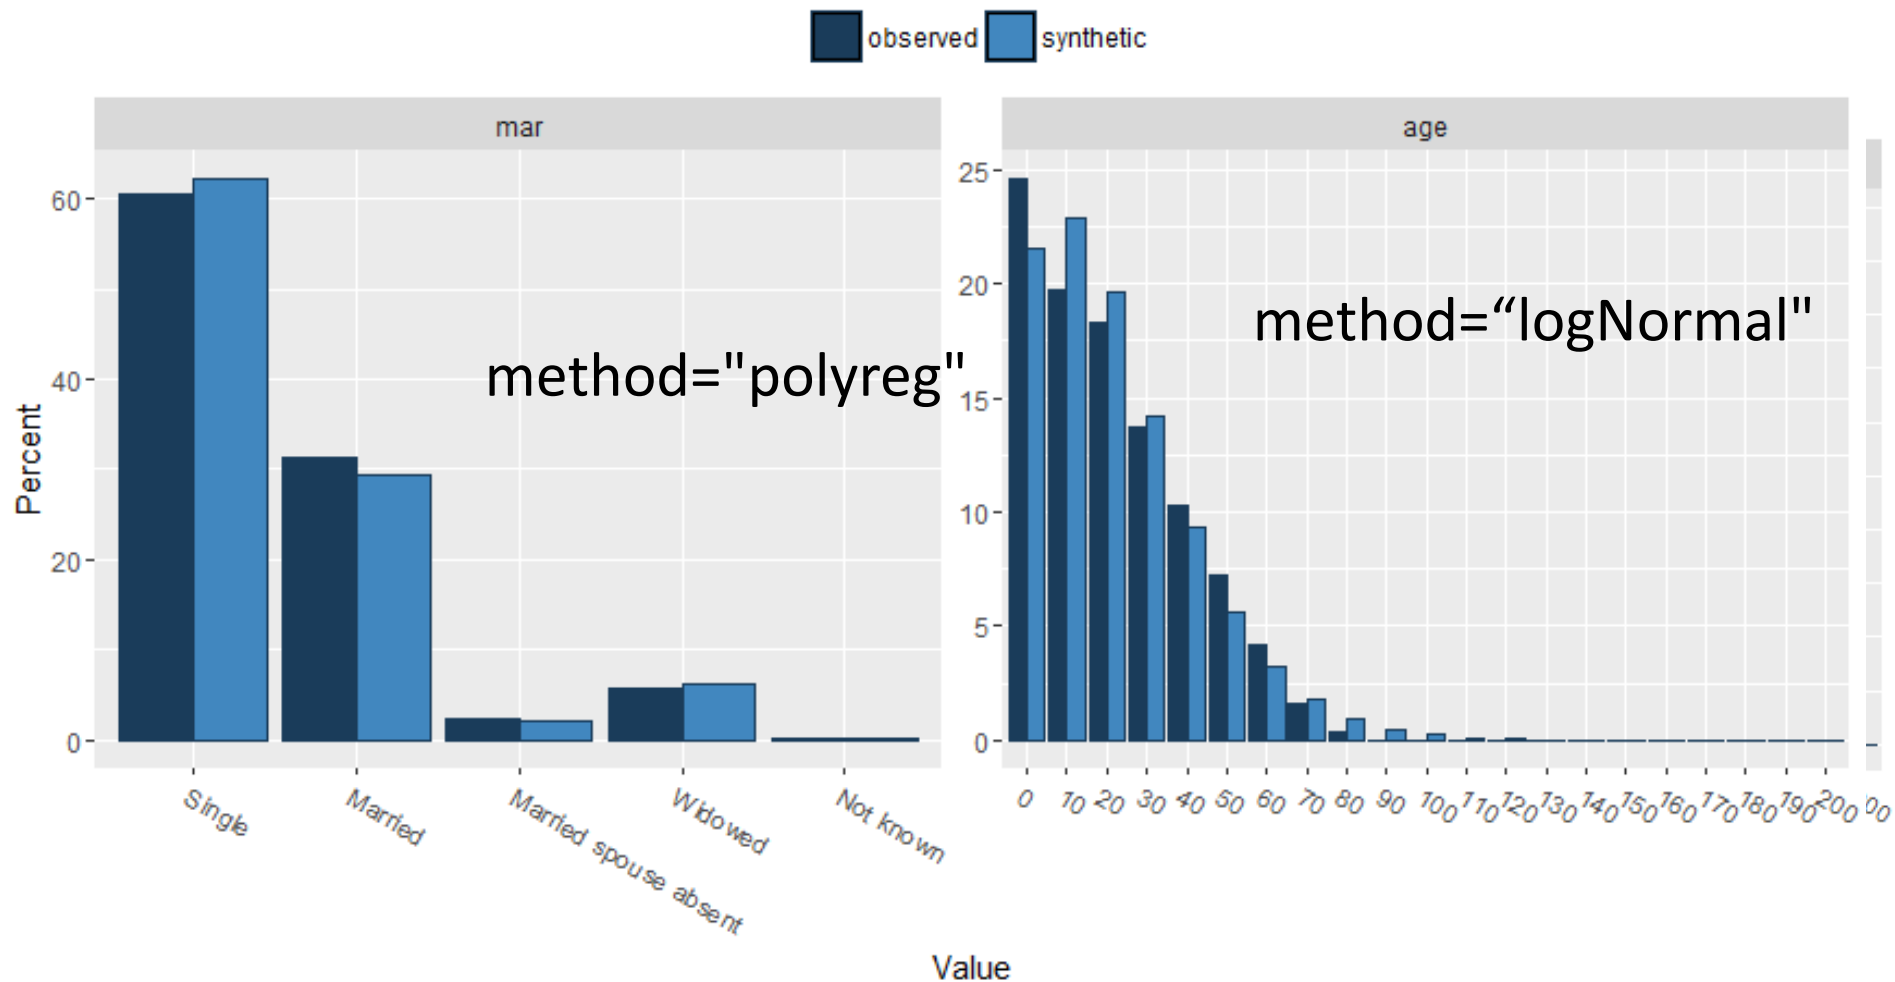 observed synthetic
mar
age
Percent
60
40
20
0
25
20
15
10
5
0
method="polyreg"
method=“logNormal"
Single
Married
Married spouse absent
Widowed
Not known
0 10 20 30 40 50 60 70 80 90 100 110 120 130 140 150 160 170 180 190 200
00
Value